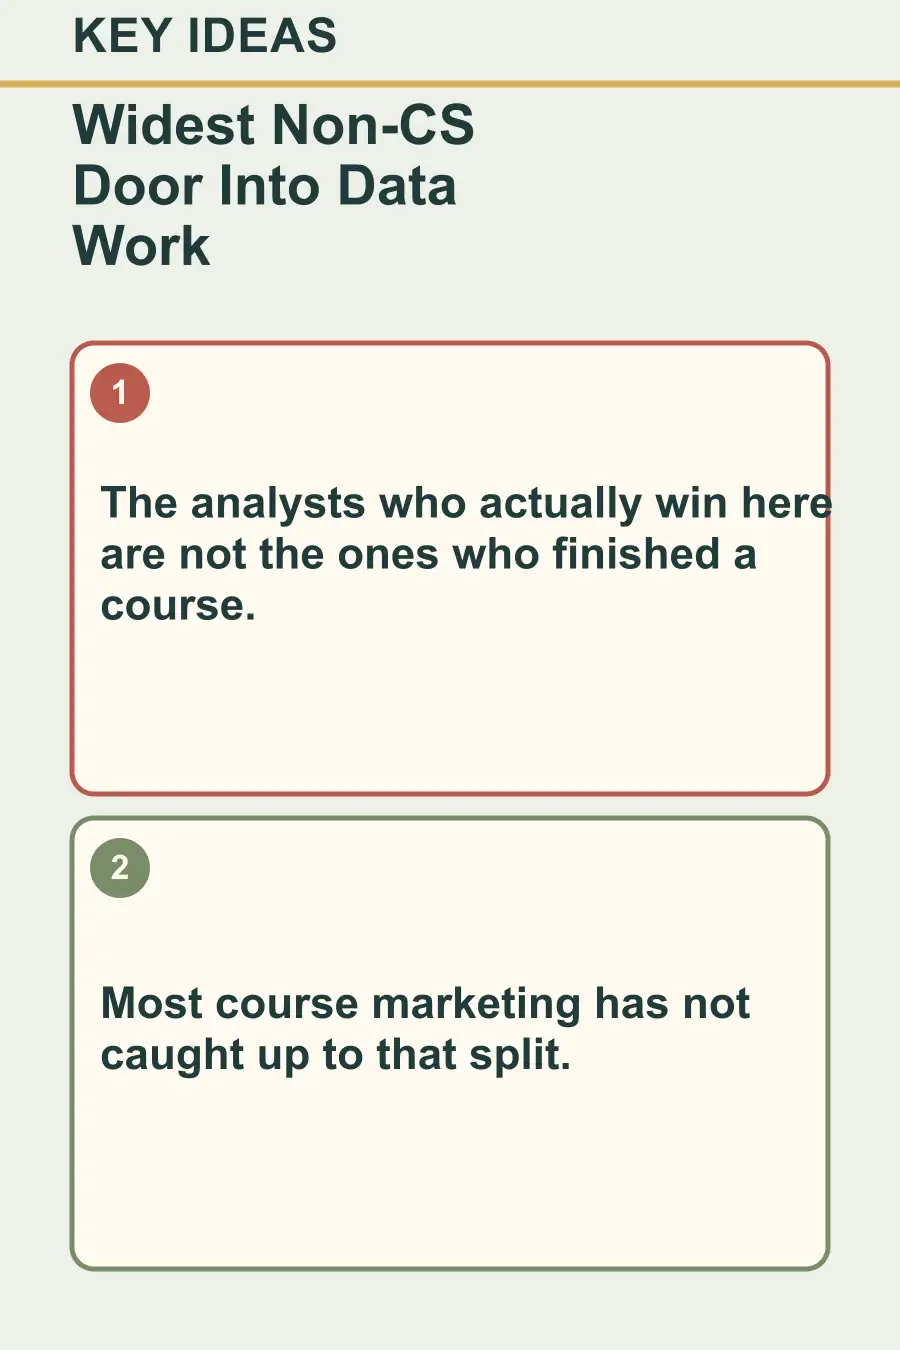 KEY IDEAS
Widest Non-CS
Door Into Data
Work
1
The analysts who actually win here
are not the ones who finished a
course.
2
Most course marketing has not
caught up to that split.